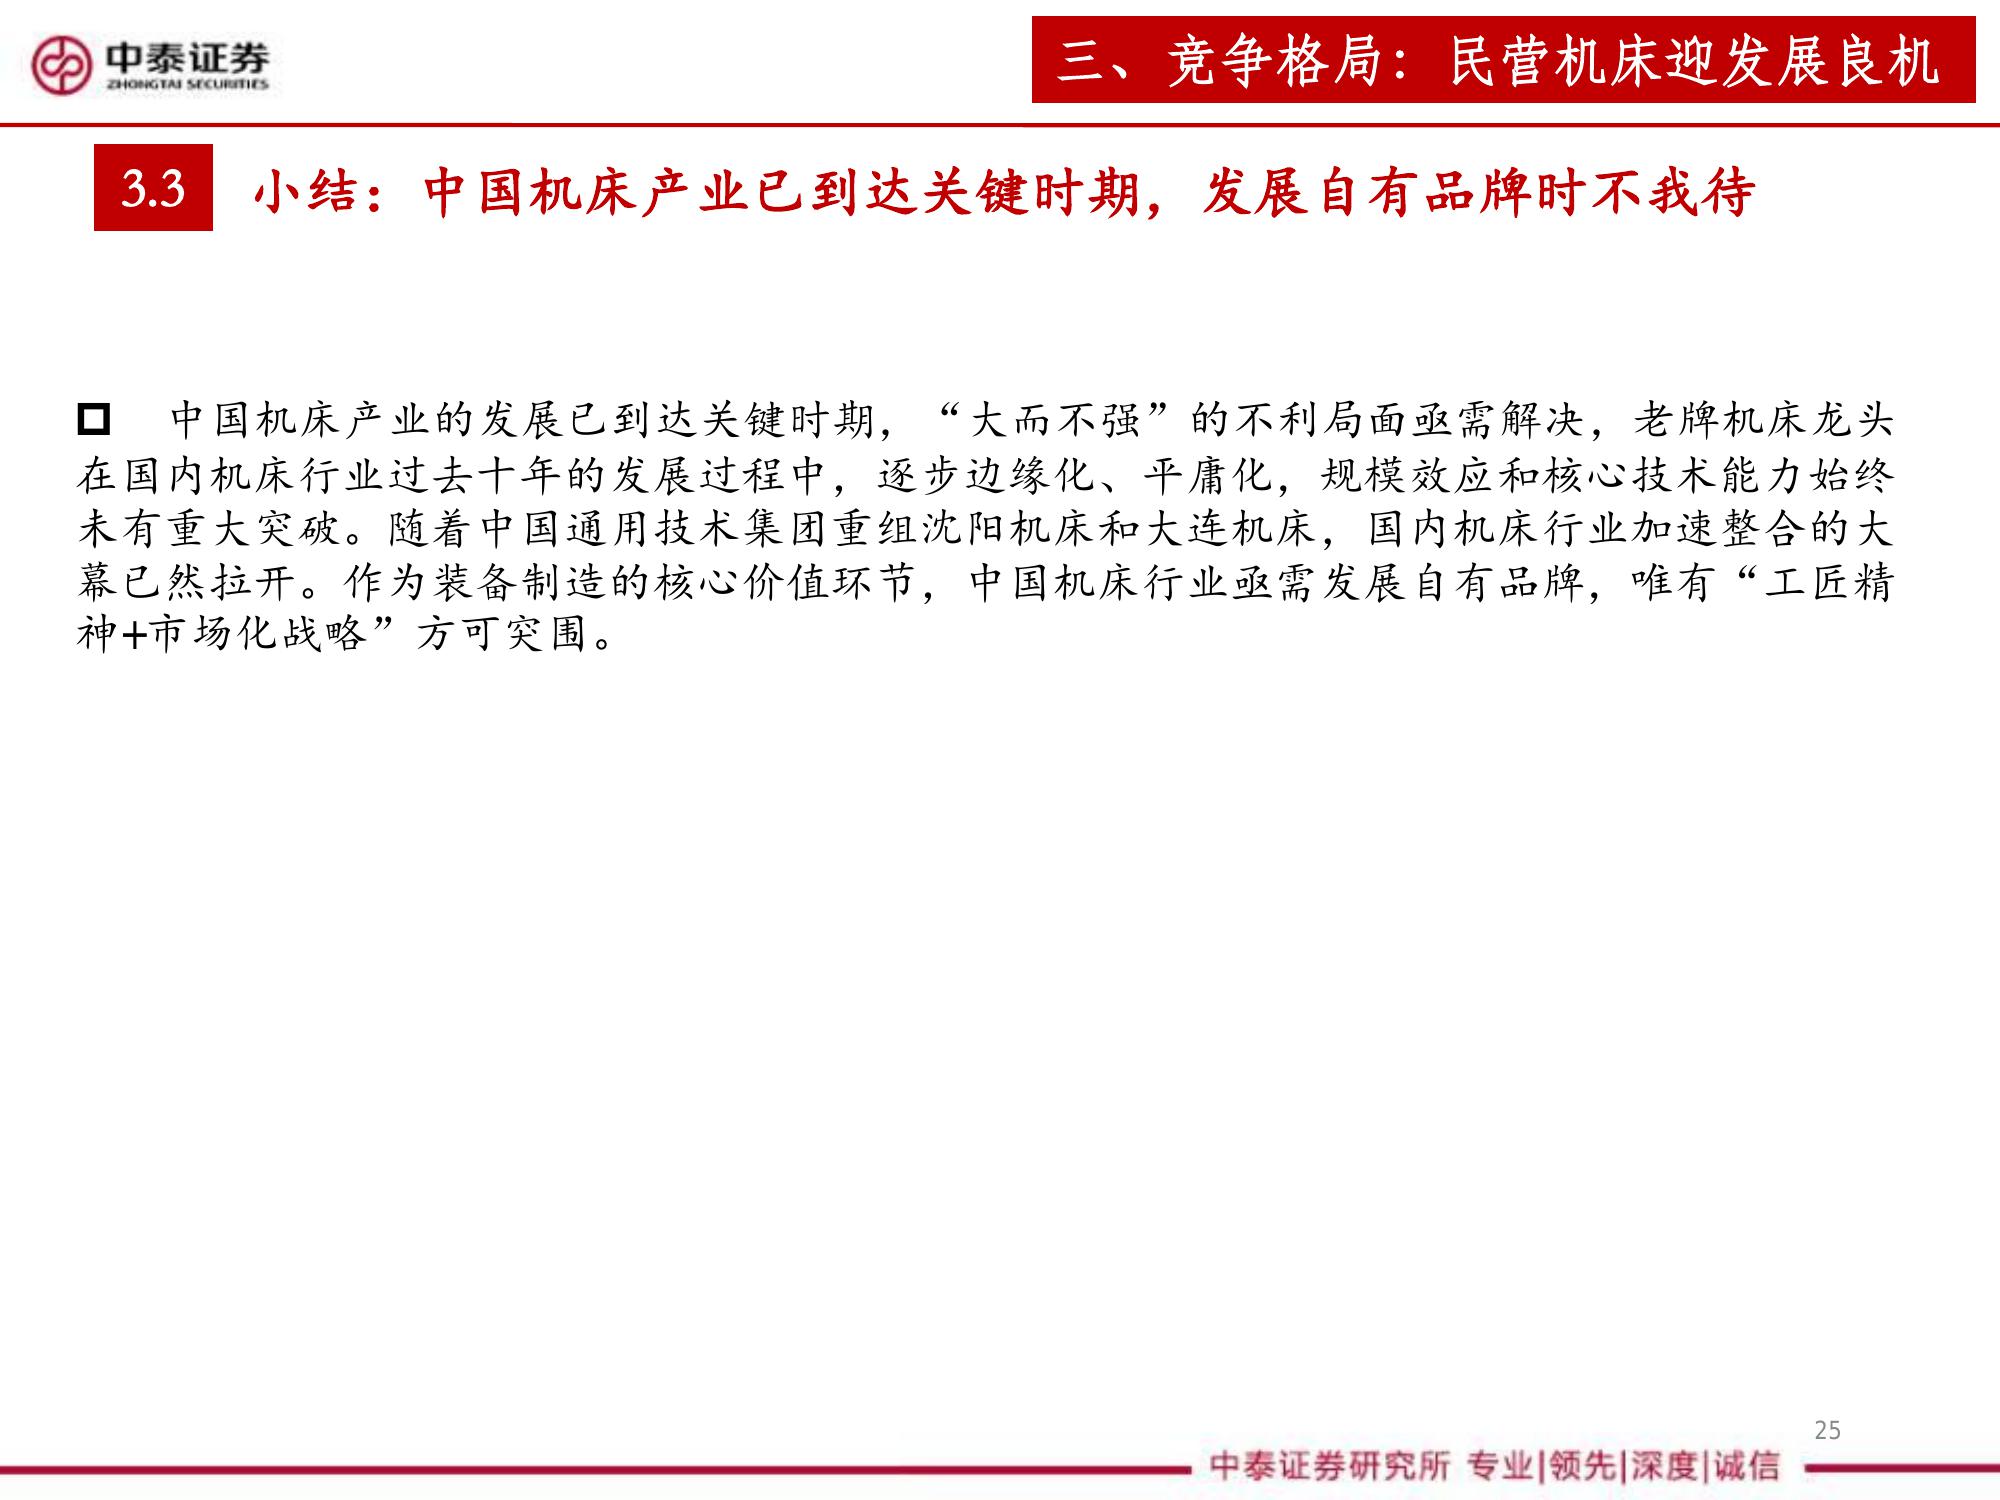 中泰证券
ZHONGTAI SECURITIES
三、竞争格局：民营机床迎发展良机
3.3
小结：中国机床产业已到达关键时期，发展自有品牌时不我待
中国机床产业的发展已到达关键时期，“大而不强”的不利局面亟需解决，老牌机床龙头
在国内机床行业过去十年的发展过程中，逐步边缘化、平庸化，规模效应和核心技术能力始终
未有重大突破。随着中国通用技术集团重组沈阳机床和大连机床，国内机床行业加速整合的大
幕已然拉开。作为装备制造的核心价值环节，中国机床行业亟需发展自有品牌，唯有“工匠精
神+市场化战略”方可突围。
25
中泰证券研究所 专业|领先|深度|诚信